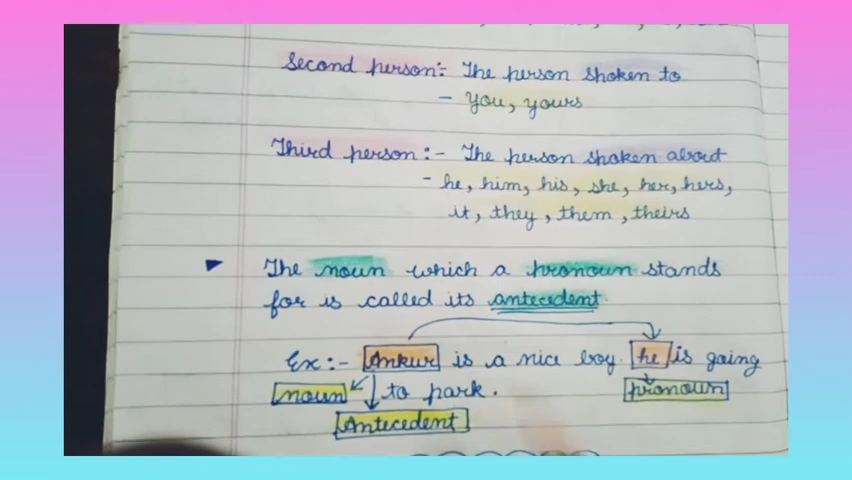 Second person:- The person spoken to
- you, yours
Third person :- The person spoken about
- he, him, his, she, her, hers,
it, they, them, theirs
The noun which a pronoun stands
for is called its antecedent.
Ex:- Ankur is a nice boy. he is going
noun to park. pronoun
Antecedent